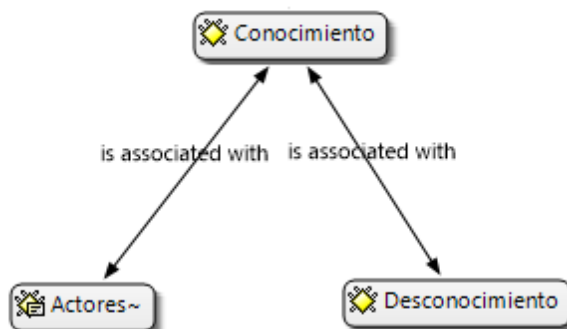 Conocimiento
is associated with
is associated with
Actores~
Desconocimiento